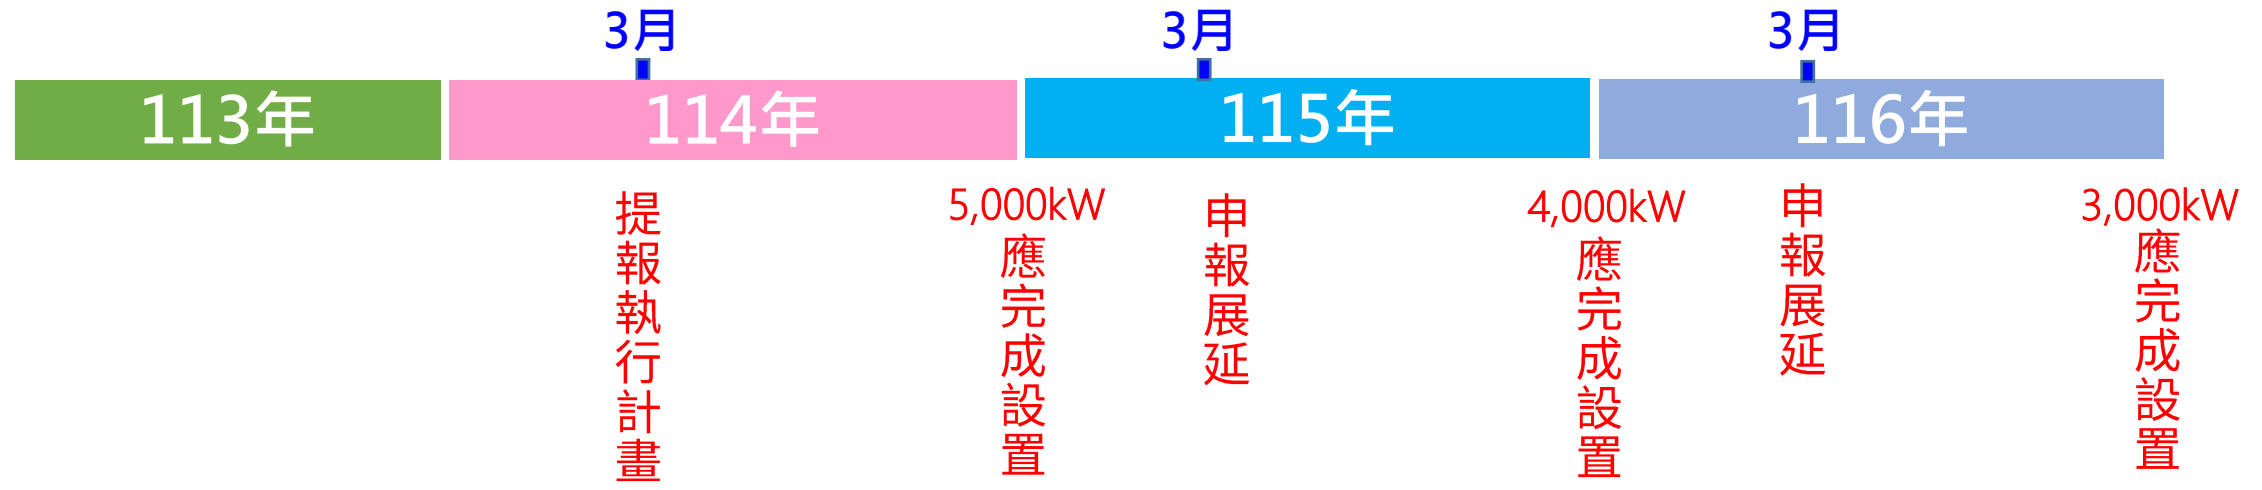 3月
3月
3月
113年
114年
115年
116年
提報執行計畫
5,000kW
應完成設置
申報展延
4,000kW
應完成設置
申報展延
3,000kW
應完成設置